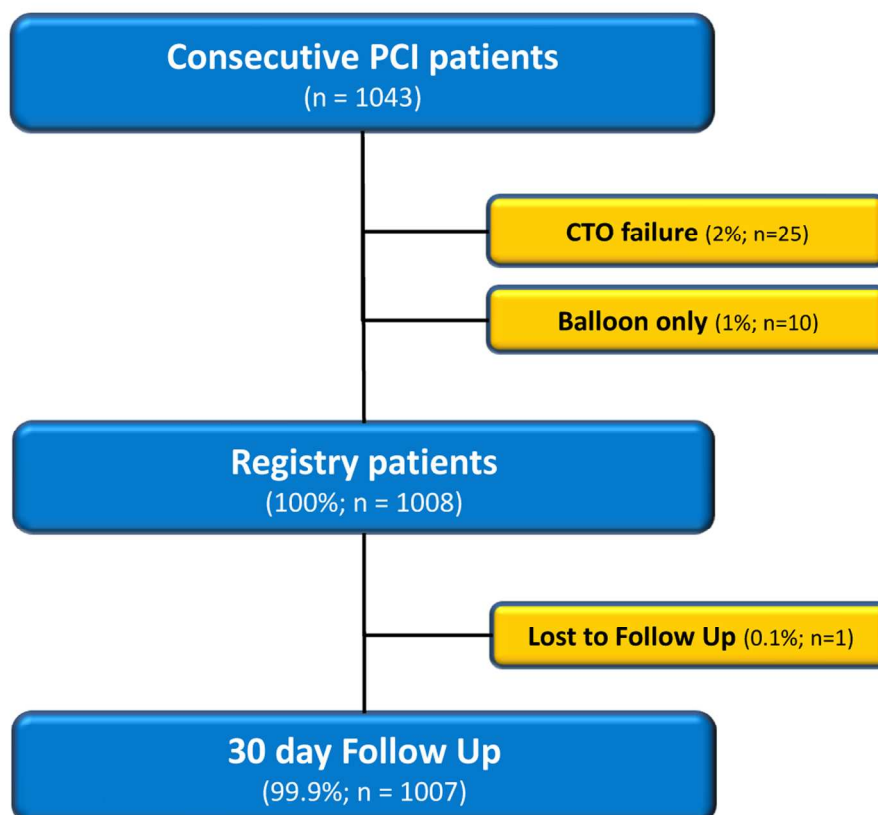 Consecutive PCI patients
(n = 1043)
CTO failure (2%; n=25)
Balloon only (1%; n=10)
Registry patients
(100%; n = 1008)
Lost to Follow Up (0.1%; n=1)
30 day Follow Up
(99.9%; n = 1007)